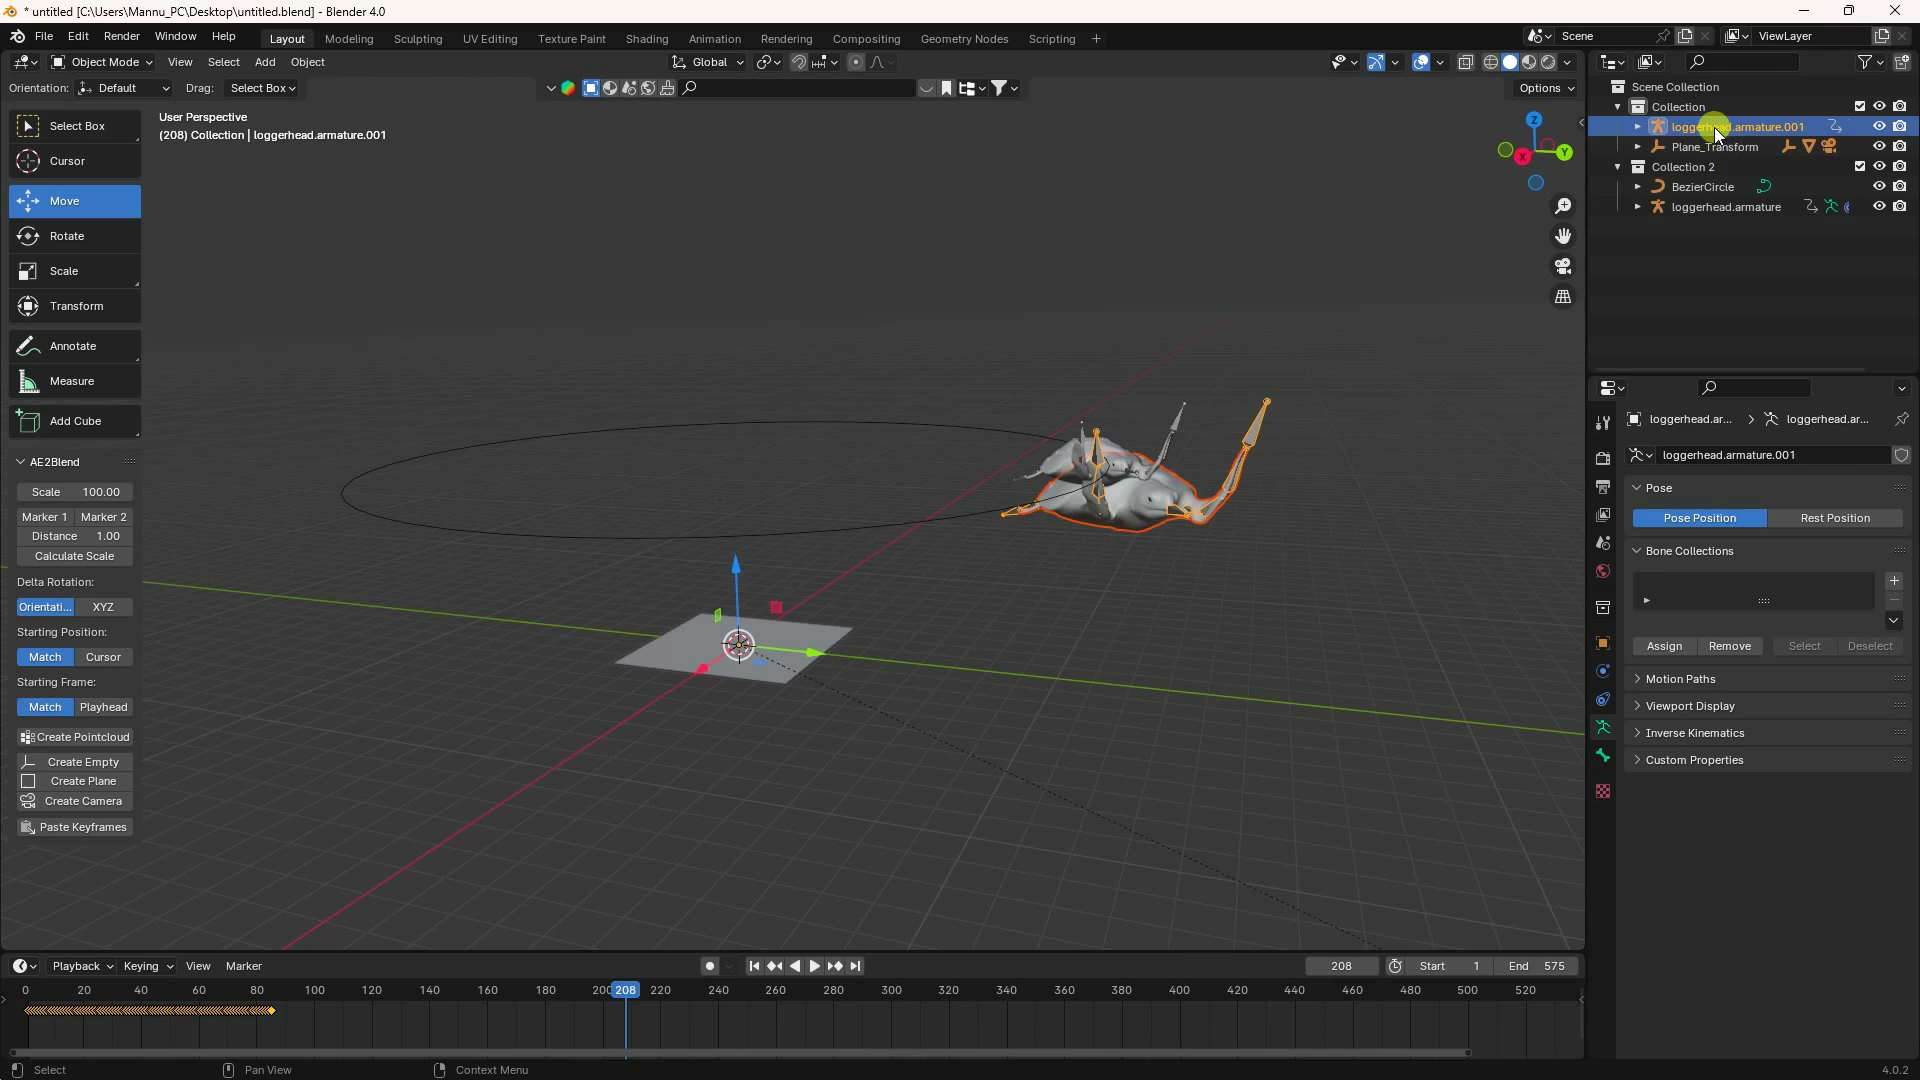 * untitled [C:\Users\Mannu_PC\Desktop\untitled.blend] - Blender 4.0
File Edit Render Window Help Layout Modeling Sculpting UV Editing Texture Paint Shading Animation Rendering Compositing Geometry Nodes Scripting + Scene ViewLayer
Object Mode View Select Add Object Global
Orientation: Default Drag: Select Box Options
User Perspective
(208) Collection | loggerhead.armature.001
Select Box
Cursor
Move
Rotate
Scale
Transform
Annotate
Measure
Add Cube
AE2Blend
Scale 100.00
Marker 1 Marker 2
Distance 1.00
Calculate Scale
Delta Rotation:
Orientati... XYZ
Starting Position:
Match Cursor
Starting Frame:
Match Playhead
Create Pointcloud
Create Empty
Create Plane
Create Camera
Paste Keyframes
Z
X Y
Scene Collection
Collection
loggerhead.armature.001
Plane_Transform
Collection 2
BezierCircle
loggerhead.armature
loggerhead.ar... > loggerhead.ar...
loggerhead.armature.001
Pose
Pose Position Rest Position
Bone Collections
Assign Remove Select Deselect
Motion Paths
Viewport Display
Inverse Kinematics
Custom Properties
Playback Keying View Marker 208 Start 1 End 575
0 20 40 60 80 100 120 140 160 180 200 208 220 240 260 280 300 320 340 360 380 400 420 440 460 480 500 520
Select Pan View Context Menu 4.0.2